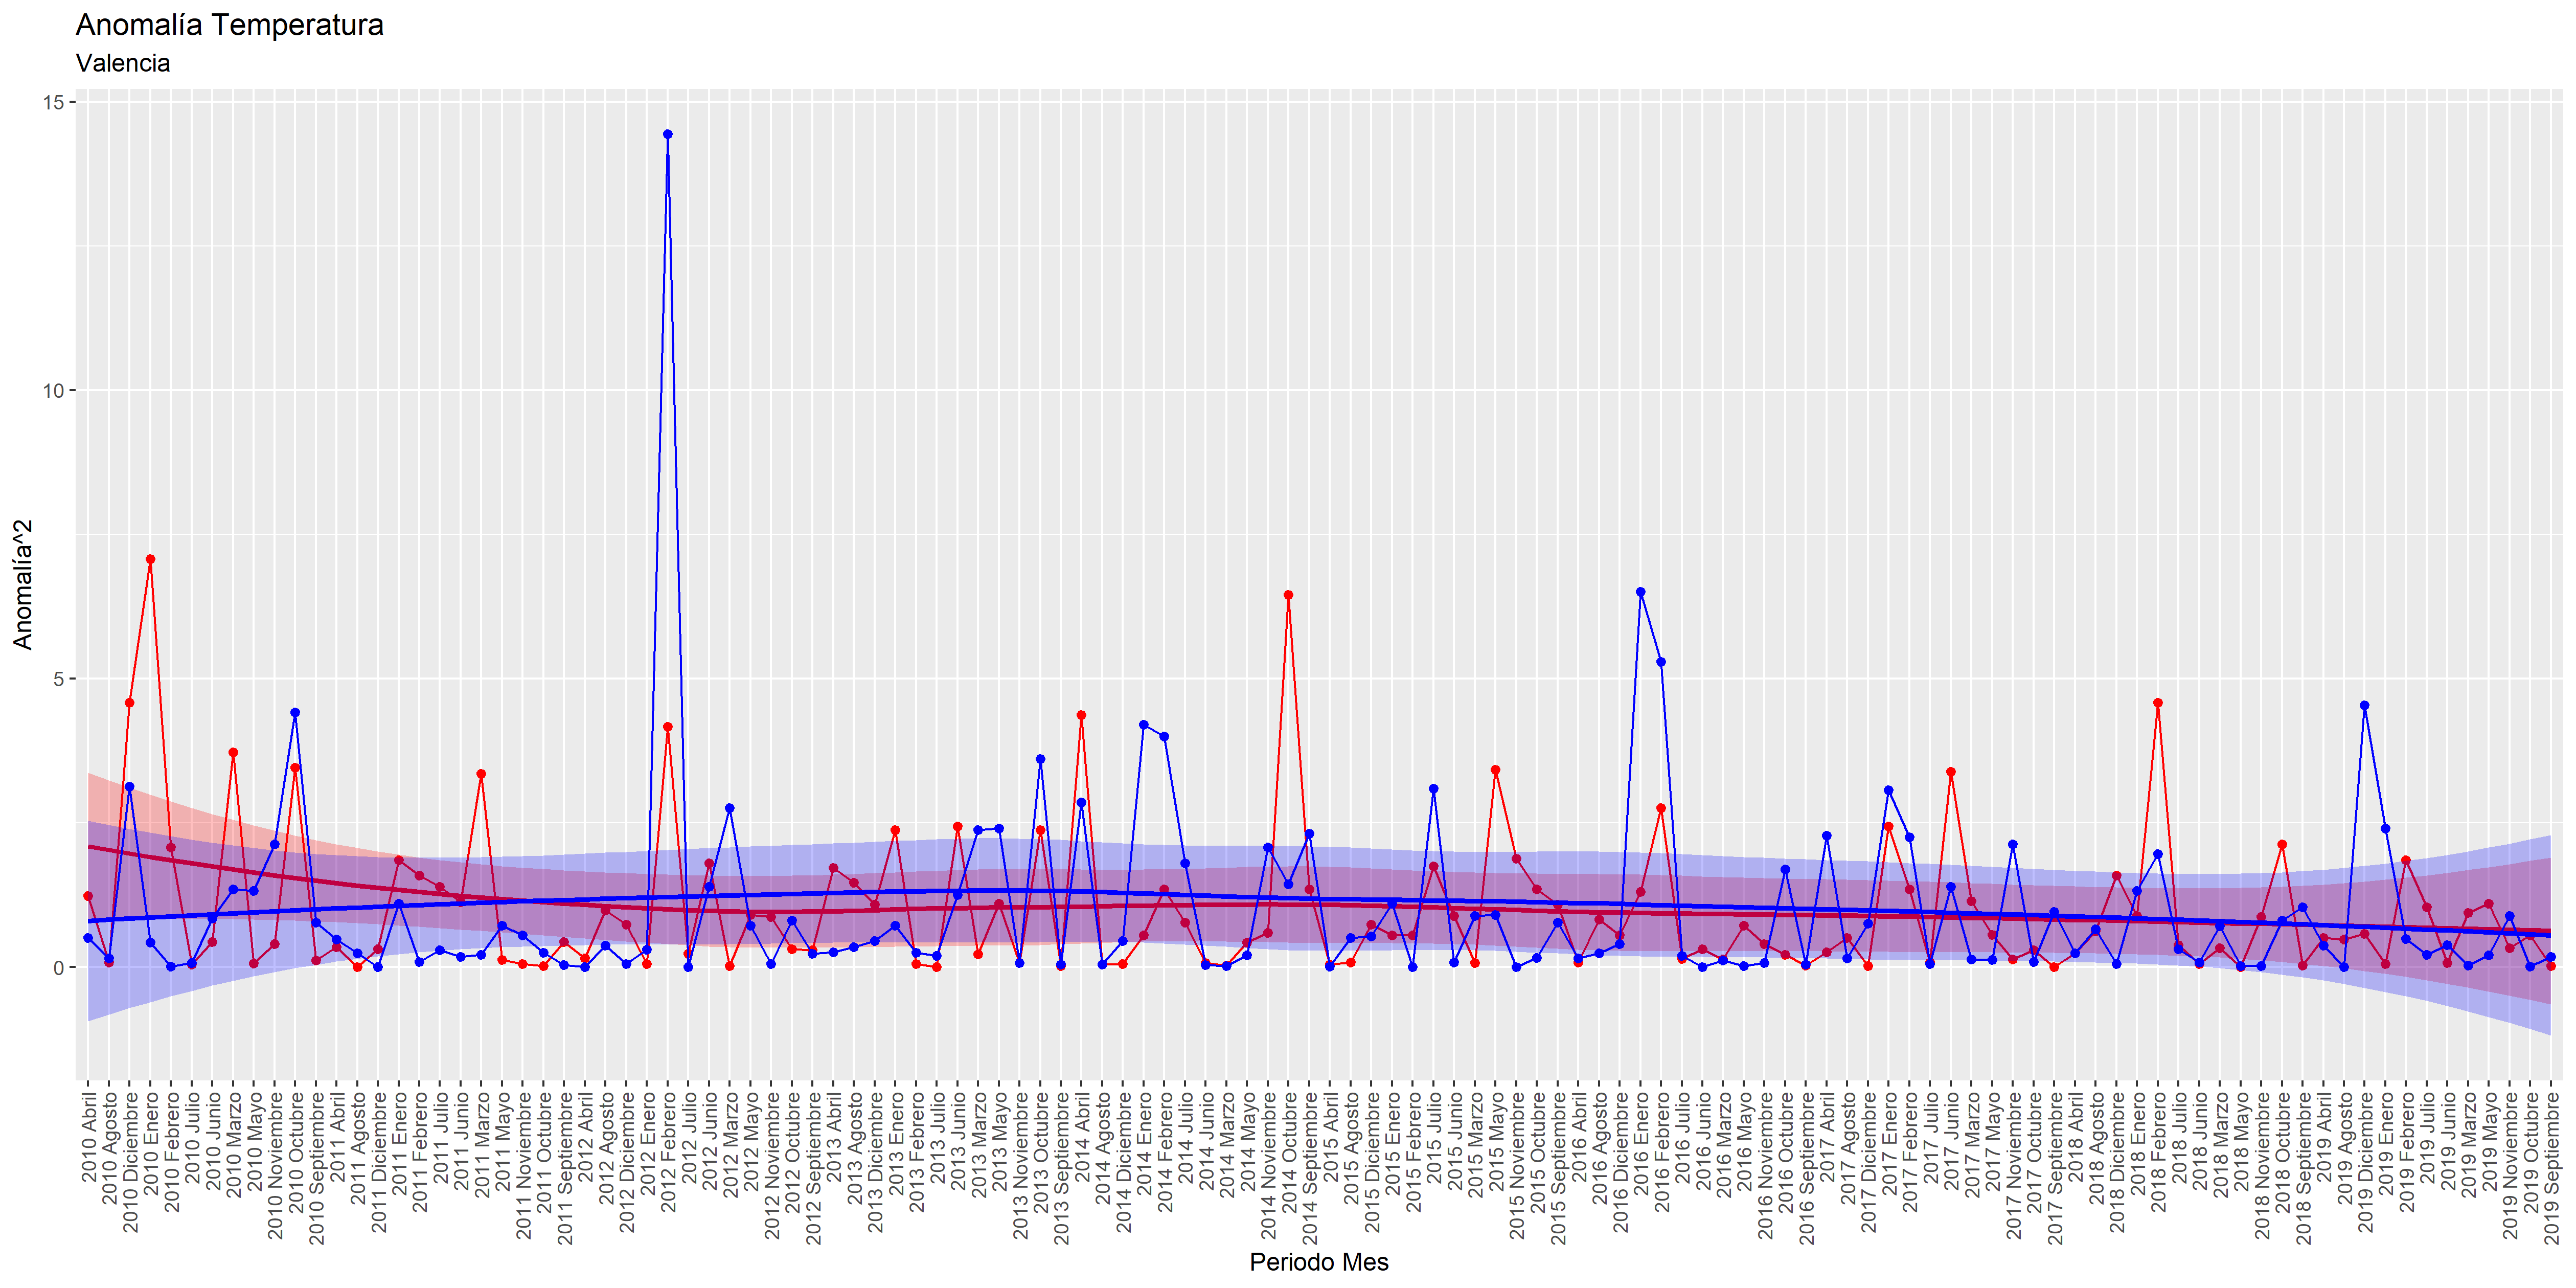 Anomalía Temperatura
Valencia
Anomalía^2
15
10
5
0
2010 Abril
2010 Agosto
2010 Diciembre
2010 Enero
2010 Febrero
2010 Julio
2010 Junio
2010 Marzo
2010 Mayo
2010 Noviembre
2010 Octubre
2010 Septiembre
2011 Abril
2011 Agosto
2011 Diciembre
2011 Enero
2011 Febrero
2011 Julio
2011 Junio
2011 Marzo
2011 Mayo
2011 Noviembre
2011 Octubre
2011 Septiembre
2012 Abril
2012 Agosto
2012 Diciembre
2012 Enero
2012 Febrero
2012 Julio
2012 Junio
2012 Marzo
2012 Mayo
2012 Noviembre
2012 Octubre
2012 Septiembre
2013 Abril
2013 Agosto
2013 Diciembre
2013 Enero
2013 Febrero
2013 Julio
2013 Junio
2013 Marzo
2013 Mayo
2013 Noviembre
2013 Octubre
2013 Septiembre
2014 Abril
2014 Agosto
2014 Diciembre
2014 Enero
2014 Febrero
2014 Julio
2014 Junio
2014 Marzo
2014 Mayo
2014 Noviembre
2014 Octubre
2014 Septiembre
2015 Abril
2015 Agosto
2015 Diciembre
2015 Enero
2015 Febrero
2015 Julio
2015 Junio
2015 Marzo
2015 Mayo
2015 Noviembre
2015 Octubre
2015 Septiembre
2016 Abril
2016 Agosto
2016 Diciembre
2016 Enero
2016 Febrero
2016 Julio
2016 Junio
2016 Marzo
2016 Mayo
2016 Noviembre
2016 Octubre
2016 Septiembre
2017 Abril
2017 Agosto
2017 Diciembre
2017 Enero
2017 Febrero
2017 Julio
2017 Junio
2017 Marzo
2017 Mayo
2017 Noviembre
2017 Octubre
2017 Septiembre
2018 Abril
2018 Agosto
2018 Diciembre
2018 Enero
2018 Febrero
2018 Julio
2018 Junio
2018 Marzo
2018 Mayo
2018 Noviembre
2018 Octubre
2018 Septiembre
2019 Abril
2019 Agosto
2019 Diciembre
2019 Enero
2019 Febrero
2019 Julio
2019 Junio
2019 Marzo
2019 Mayo
2019 Noviembre
2019 Octubre
2019 Septiembre
Periodo Mes